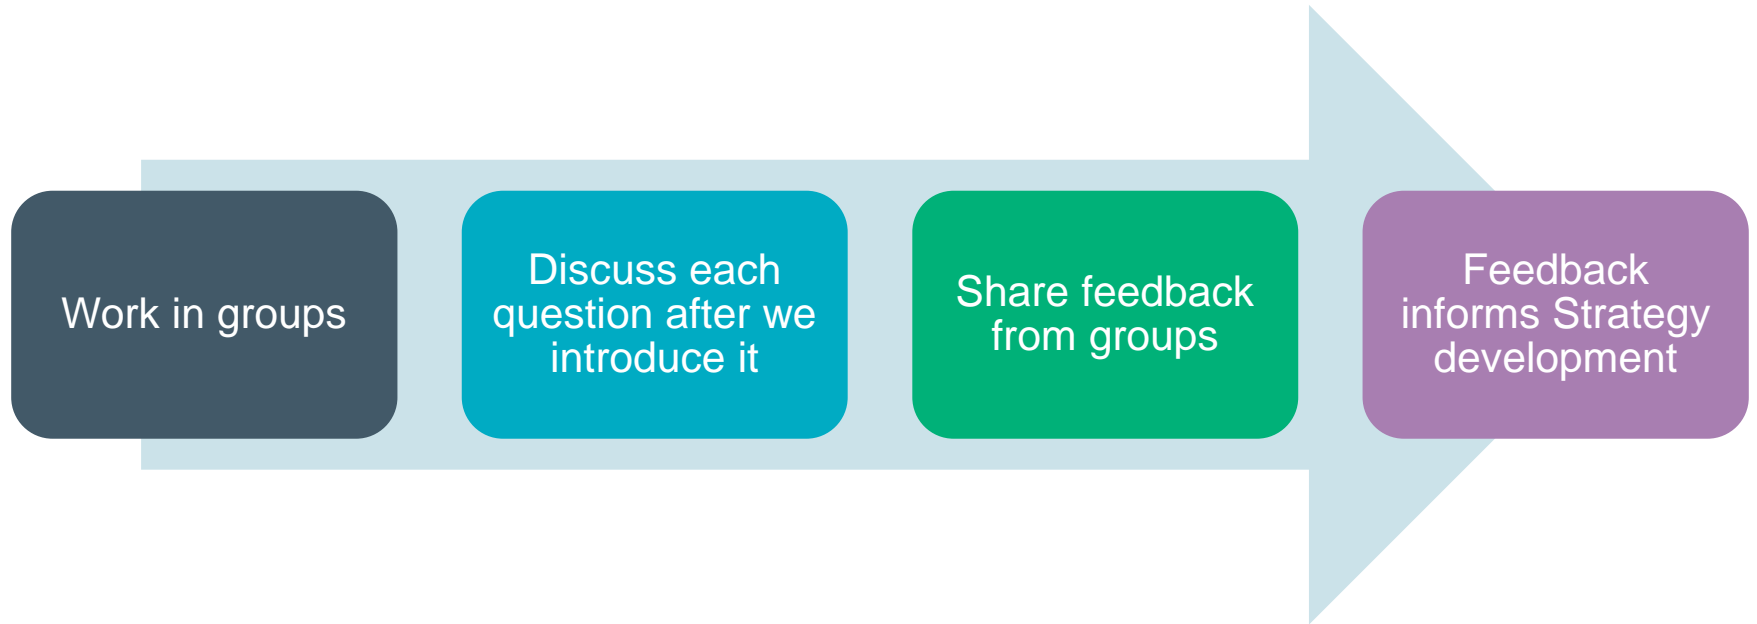 Work in groups
Discuss each
question after we
introduce it
Share feedback
from groups
Feedback
informs Strategy
development